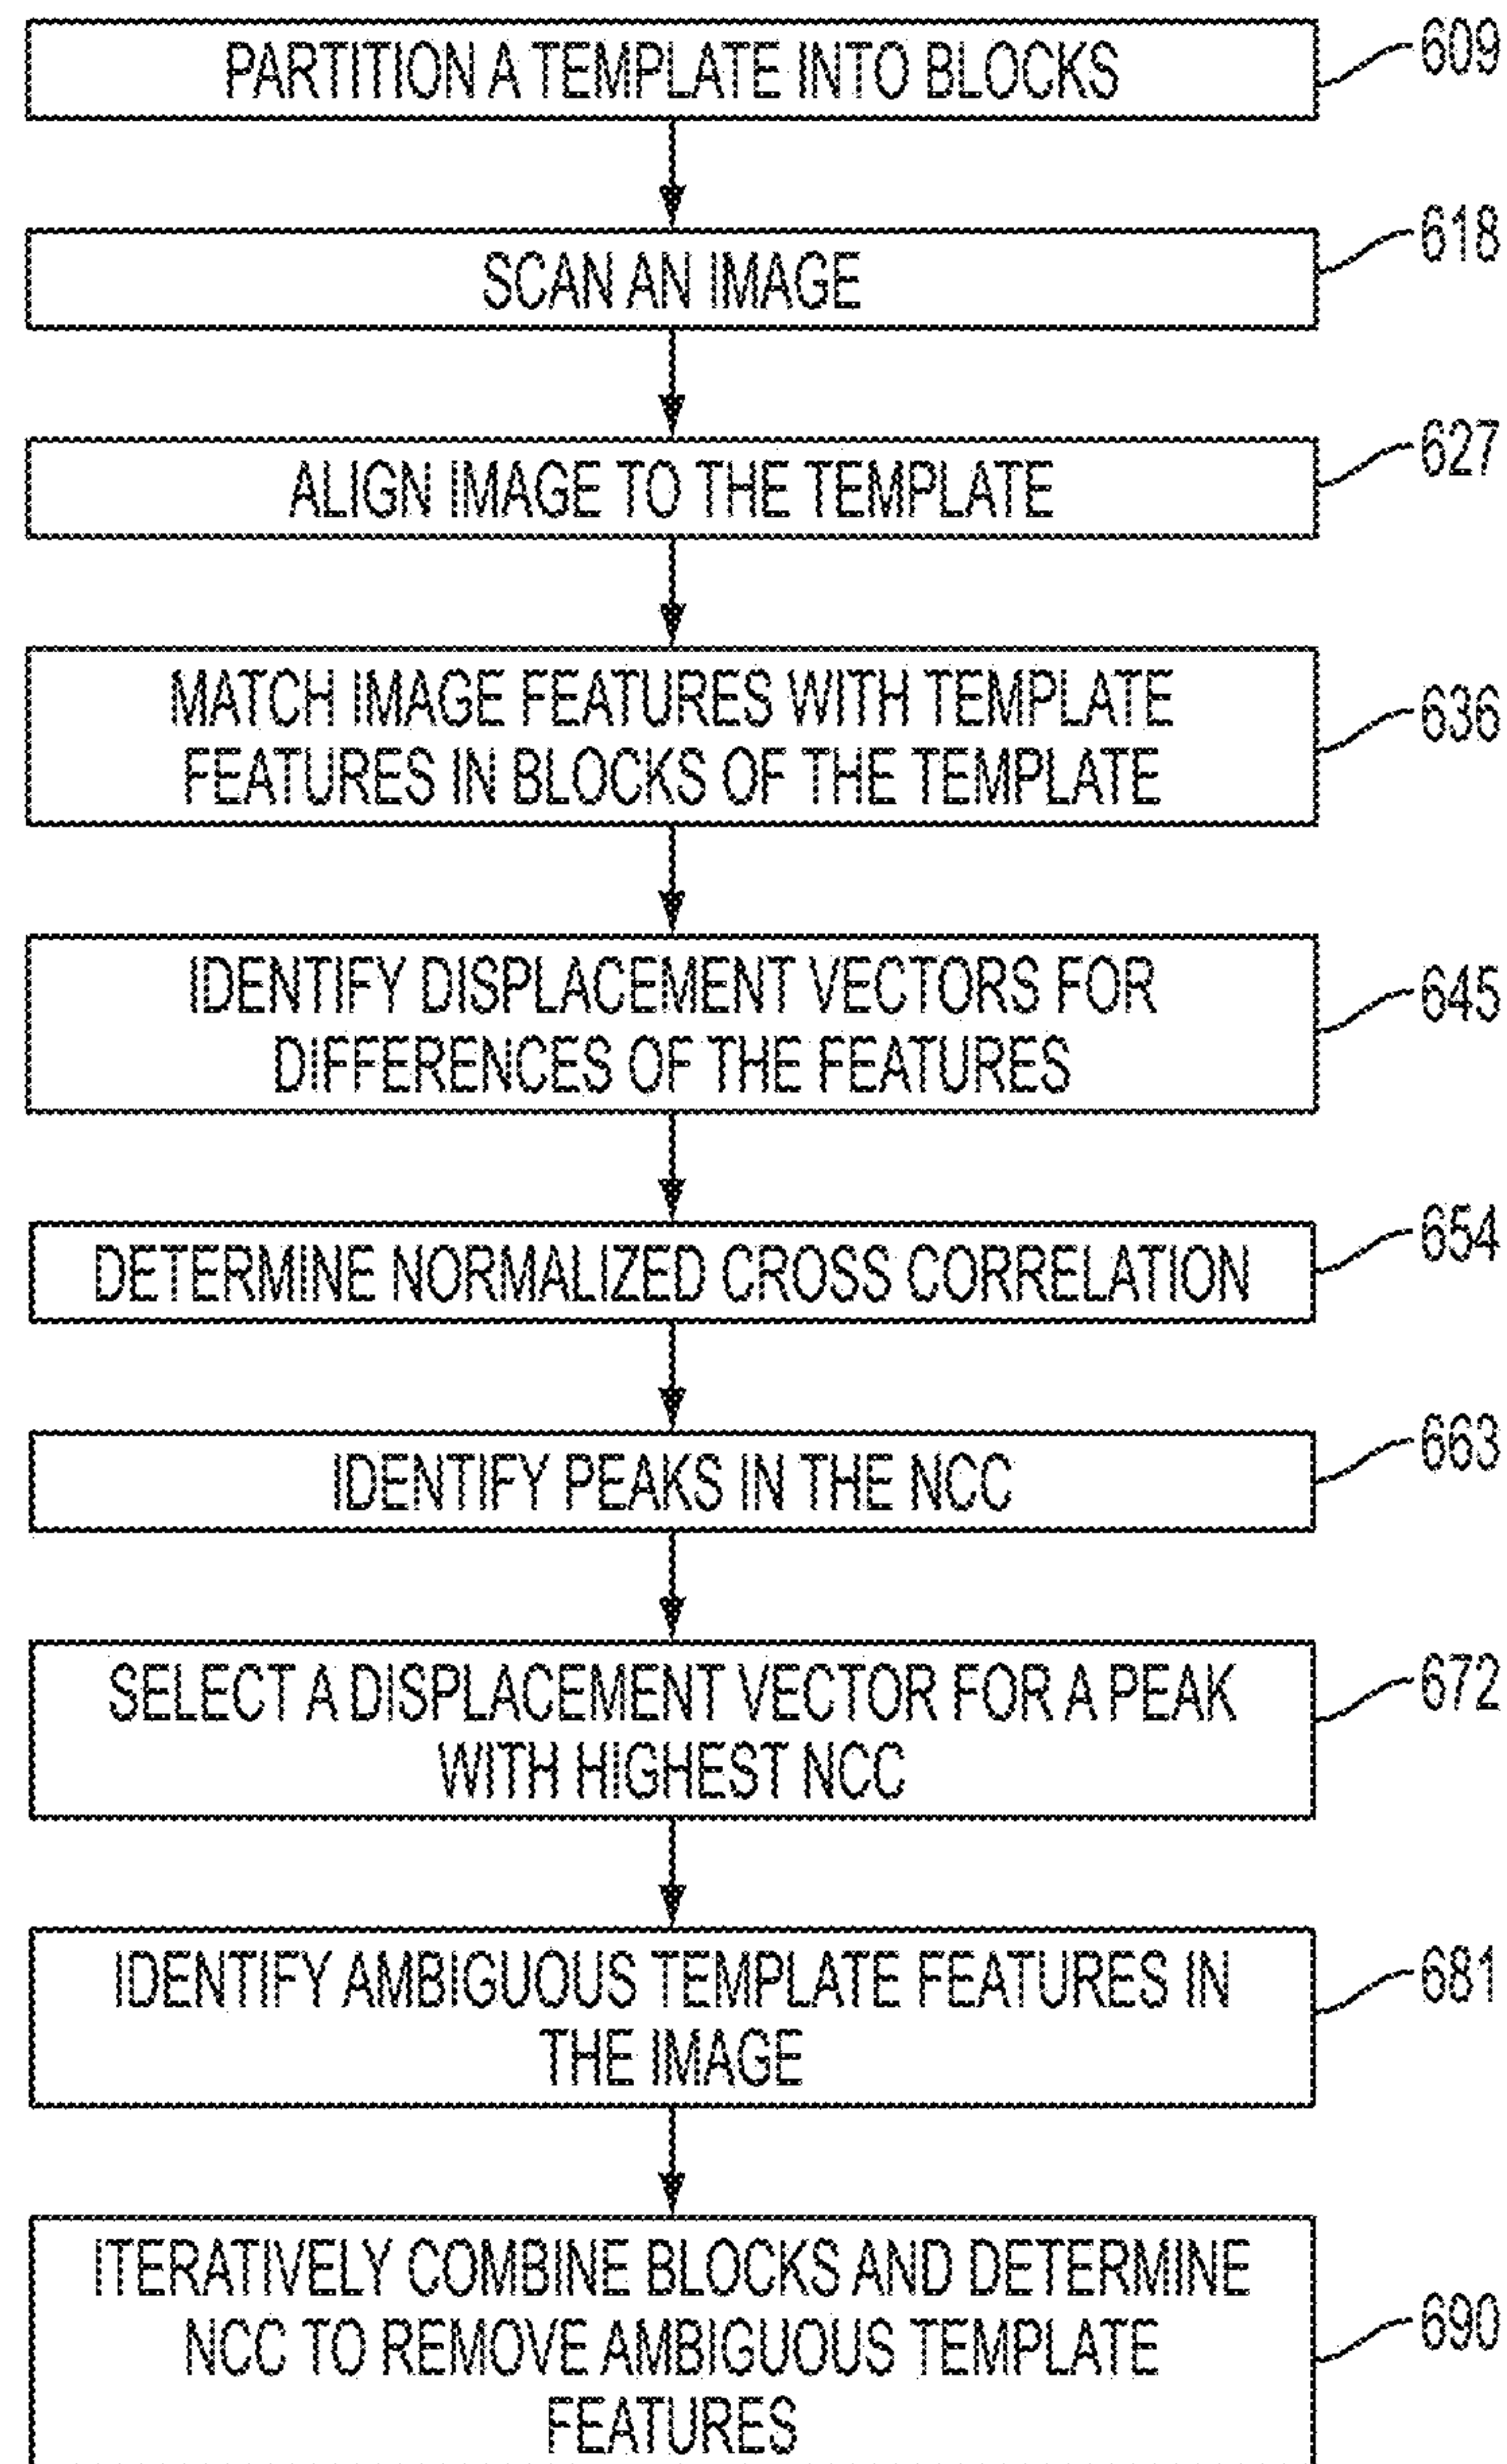 PARTITION A TEMPLATE INTO BLOCKS
609
SCAN AN IMAGE
618
ALIGN IMAGE TO THE TEMPLATE
627
MATCH IMAGE FEATURES WITH TEMPLATE
FEATURES IN BLOCKS OF THE TEMPLATE
636
IDENTIFY DISPLACEMENT VECTORS FOR
DIFFERENCES OF THE FEATURES
645
DETERMINE NORMALIZED CROSS CORRELATION
654
IDENTIFY PEAKS IN THE NCC
663
SELECT A DISPLACEMENT VECTOR FOR A PEAK
WITH HIGHEST NCC
672
IDENTIFY AMBIGUOUS TEMPLATE FEATURES IN
THE IMAGE
681
ITERATIVELY COMBINE BLOCKS AND DETERMINE
NCC TO REMOVE AMBIGUOUS TEMPLATE
FEATURES
690